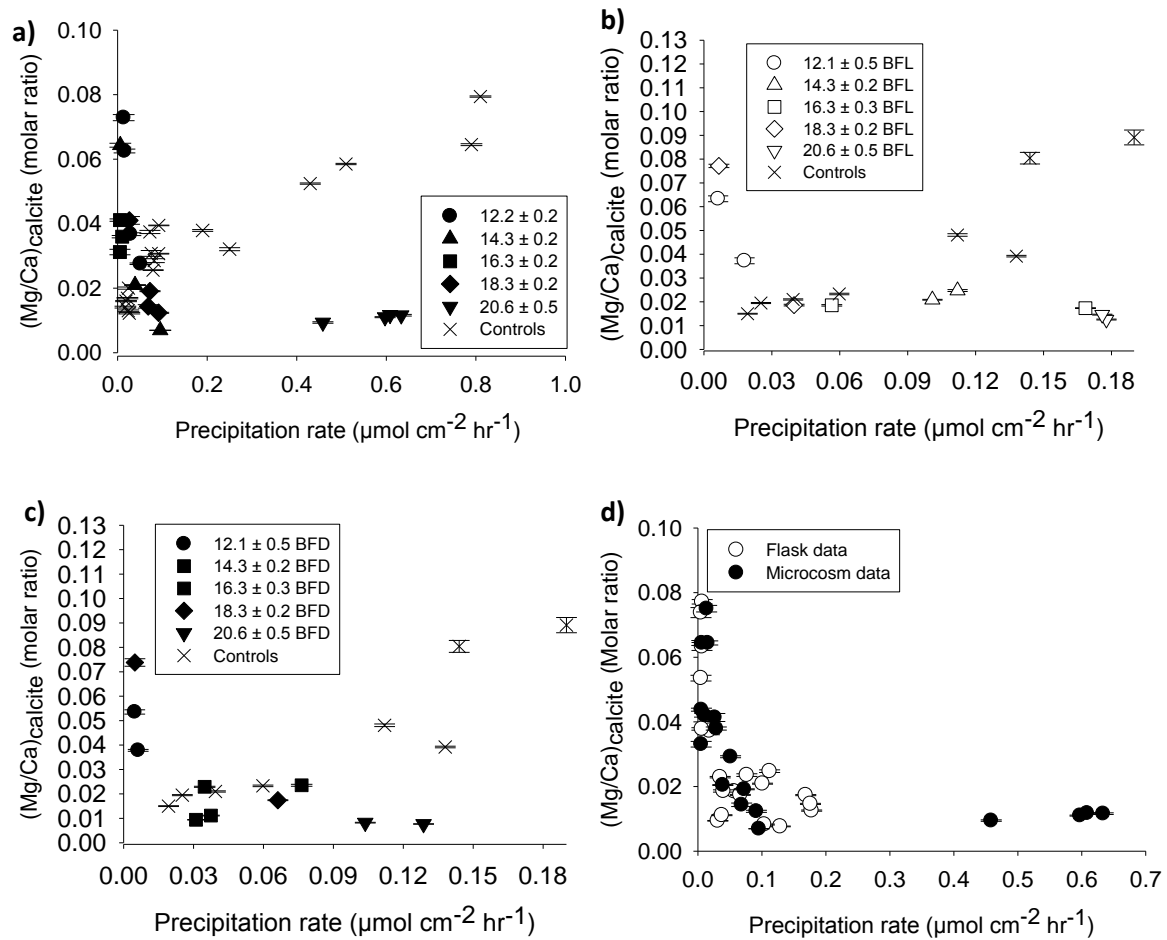 a)
(Mg/Ca)calcite (molar ratio)
0.10
0.08
0.06
0.04
0.02
0.00
12.2 ± 0.2
14.3 ± 0.2
16.3 ± 0.2
18.3 ± 0.2
20.6 ± 0.5
Controls
0.0 0.2 0.4 0.6 0.8 1.0
Precipitation rate (µmol cm⁻² hr⁻¹)
b)
(Mg/Ca)calcite (molar ratio)
0.13
0.12
0.11
0.10
0.09
0.08
0.07
0.06
0.05
0.04
0.03
0.02
0.01
0.00
12.1 ± 0.5 BFL
14.3 ± 0.2 BFL
16.3 ± 0.3 BFL
18.3 ± 0.2 BFL
20.6 ± 0.5 BFL
Controls
0.00 0.03 0.06 0.09 0.12 0.15 0.18
Precipitation rate (µmol cm⁻² hr⁻¹)
c)
(Mg/Ca)calcite (molar ratio)
0.13
0.12
0.11
0.10
0.09
0.08
0.07
0.06
0.05
0.04
0.03
0.02
0.01
0.00
12.1 ± 0.5 BFD
14.3 ± 0.2 BFD
16.3 ± 0.3 BFD
18.3 ± 0.2 BFD
20.6 ± 0.5 BFD
Controls
0.00 0.03 0.06 0.09 0.12 0.15 0.18
Precipitation rate (µmol cm⁻² hr⁻¹)
d)
(Mg/Ca)calcite (Molar ratio)
0.10
0.08
0.06
0.04
0.02
0.00
Flask data
Microcosm data
0.0 0.1 0.2 0.3 0.4 0.5 0.6 0.7
Precipitation rate (µmol cm⁻² hr⁻¹)